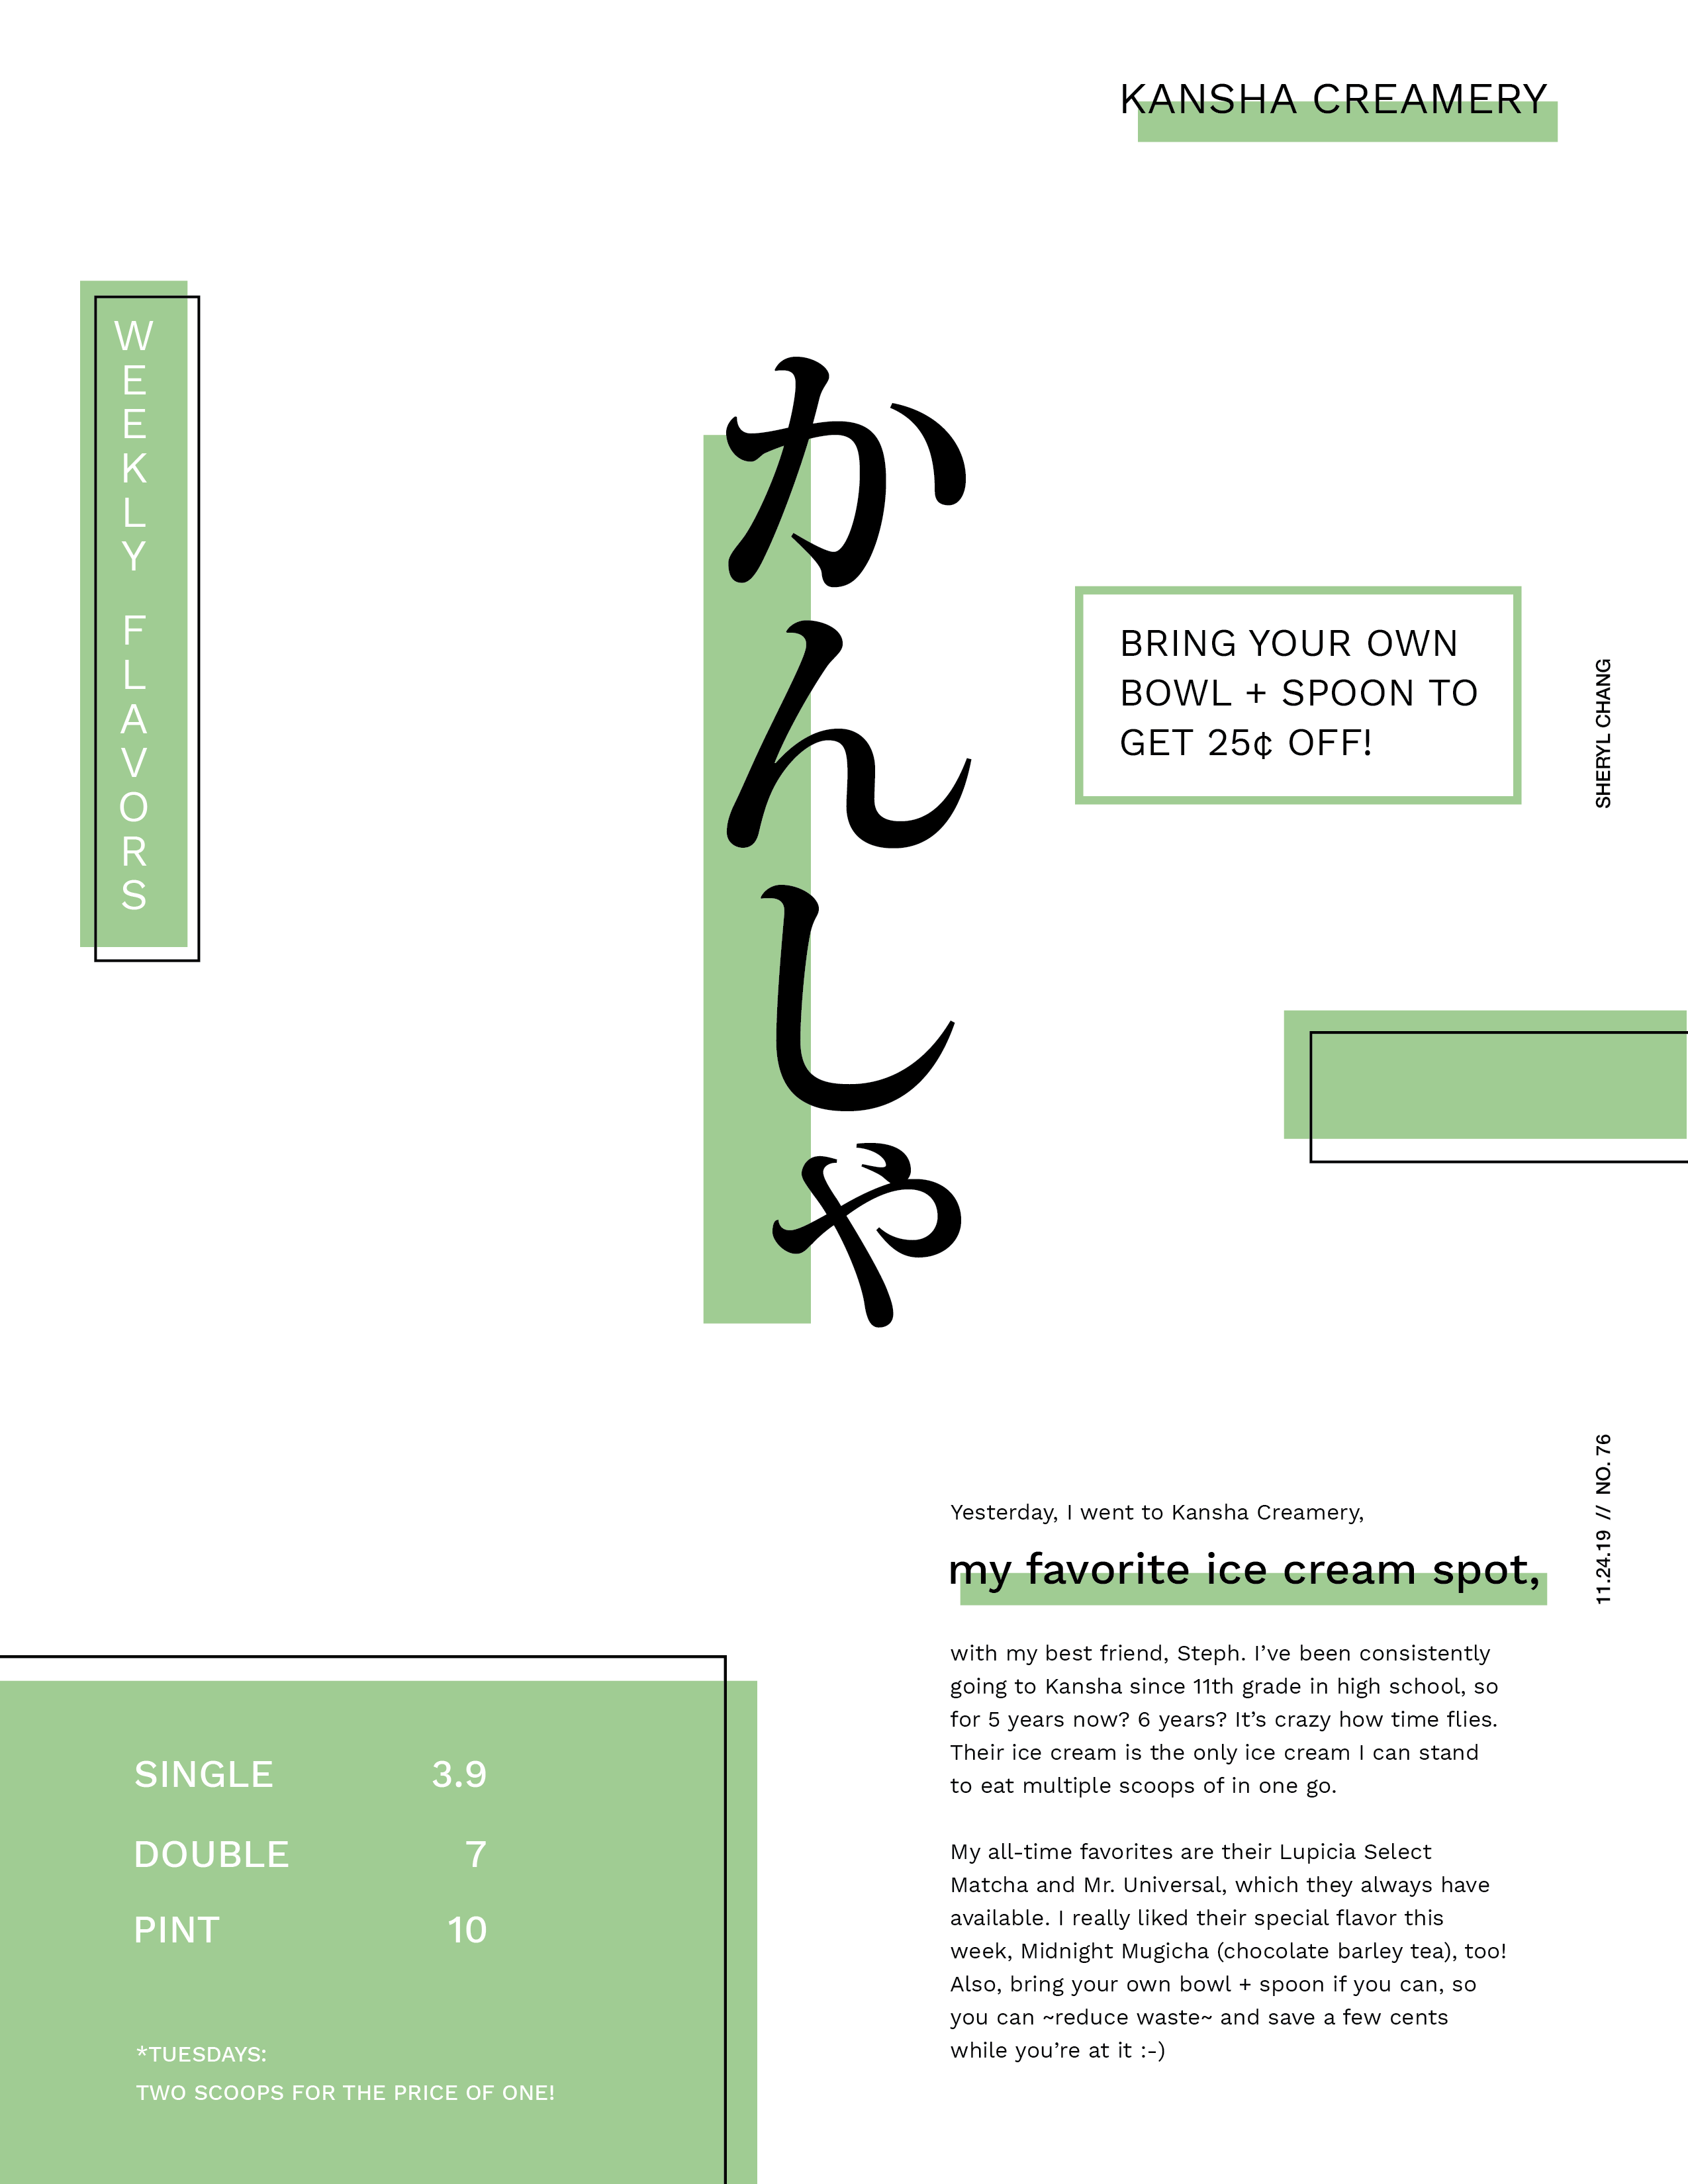 KANSHA CREAMERY
WEEKLY FLAVORS
かんしゃ
BRING YOUR OWN
BOWL + SPOON TO
GET 25¢ OFF!
SHERYL CHANG
11.24.19 // NO. 76
Yesterday, I went to Kansha Creamery,
my favorite ice cream spot,
with my best friend, Steph. I’ve been consistently
going to Kansha since 11th grade in high school, so
for 5 years now? 6 years? It’s crazy how time flies.
Their ice cream is the only ice cream I can stand
to eat multiple scoops of in one go.
My all-time favorites are their Lupicia Select
Matcha and Mr. Universal, which they always have
available. I really liked their special flavor this
week, Midnight Mugicha (chocolate barley tea), too!
Also, bring your own bowl + spoon if you can, so
you can ~reduce waste~ and save a few cents
while you’re at it :-)
SINGLE 3.9
DOUBLE 7
PINT 10
*TUESDAYS:
TWO SCOOPS FOR THE PRICE OF ONE!